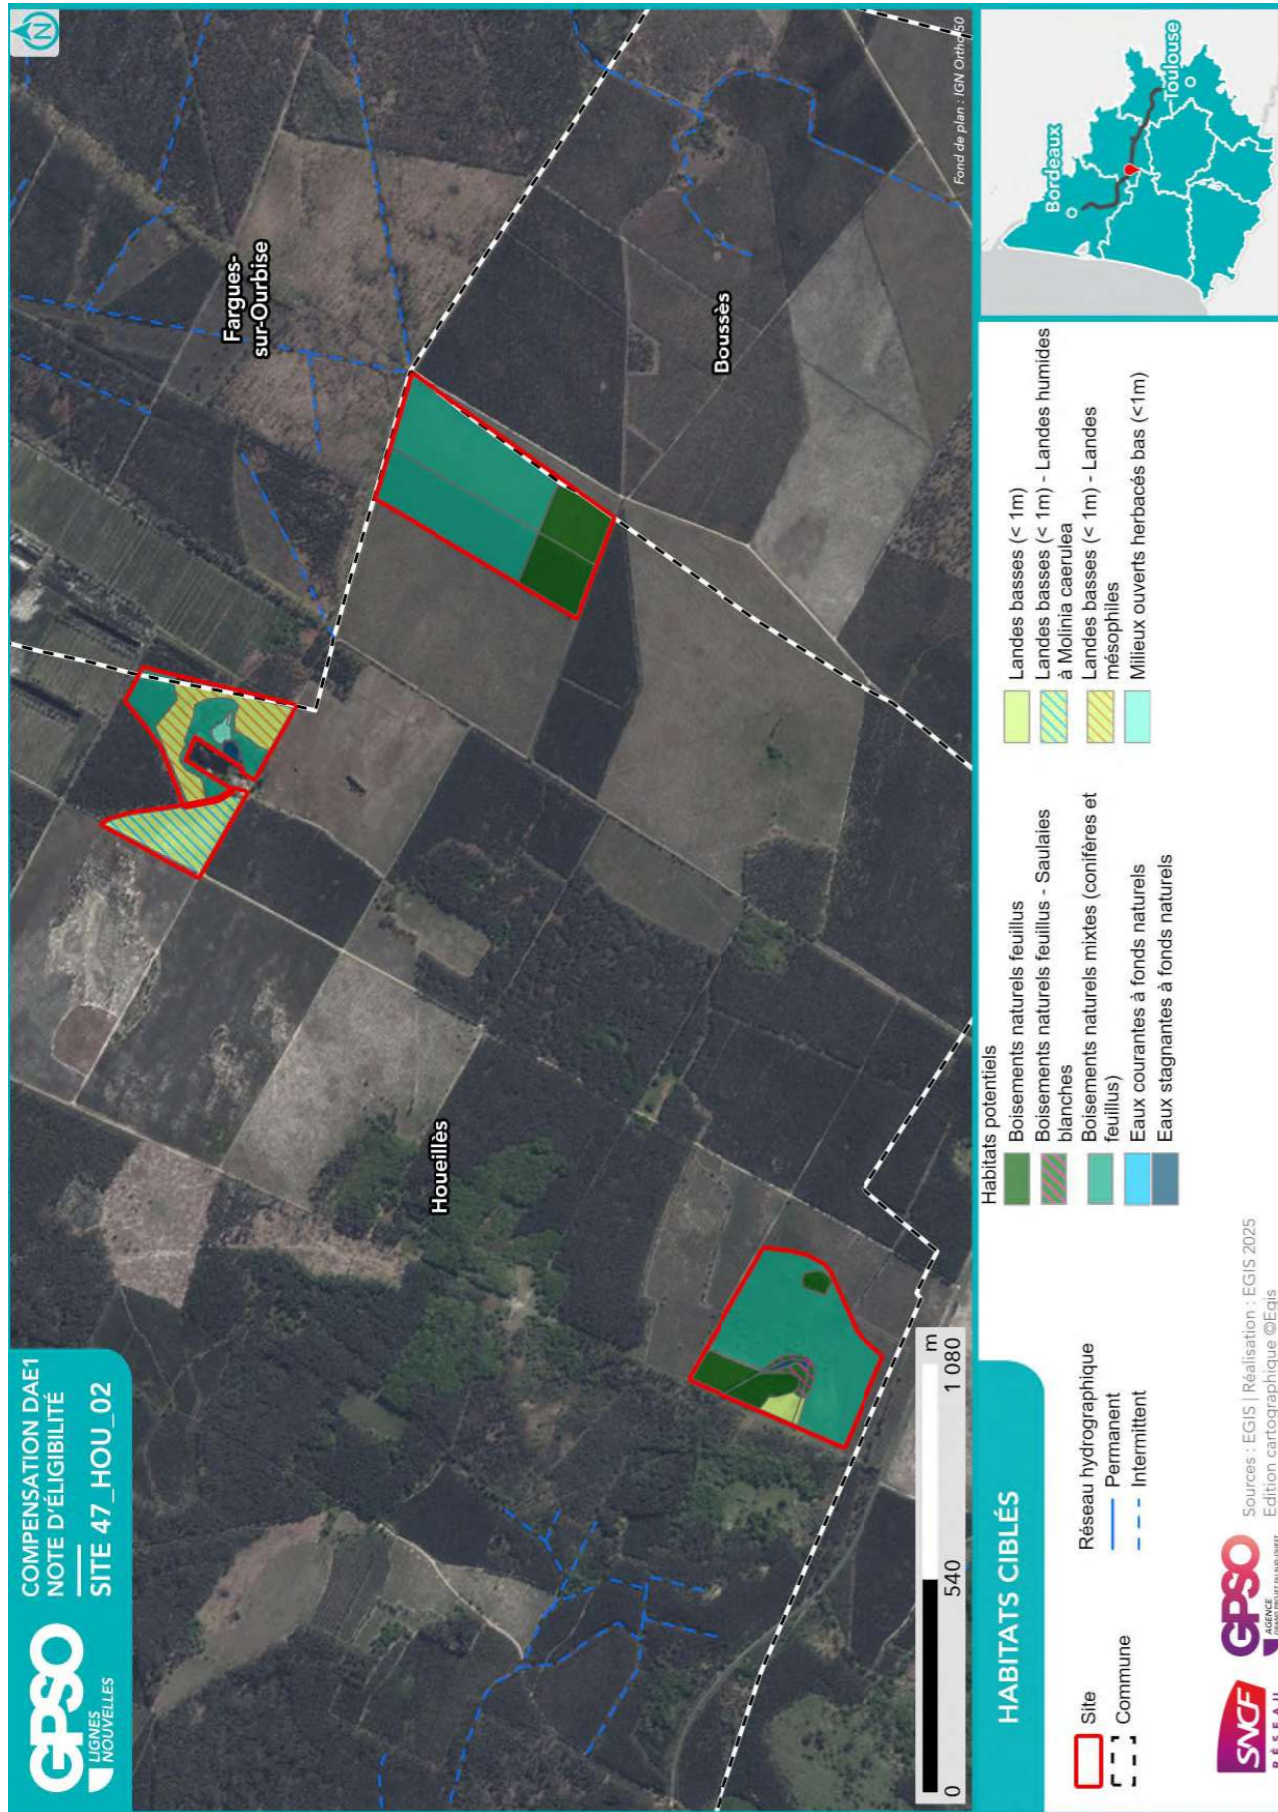 GPSO
LIGNES
NOUVELLES
COMPENSATION DAE1
NOTE D'ÉLIGIBILITÉ
SITE 47_HOU_02
N
Fargues-
sur-Ourbise
Houeillès
Boussès
0
540
1 080
m
Fond de plan : IGN Ortho 50
HABITATS CIBLÉS
Site
Commune
Réseau hydrographique
Permanent
Intermittent
Habitats potentiels
Boisements naturels feuillus
Boisements naturels feuillus - Saulaies
blanches
Boisements naturels mixtes (conifères et
feuillus)
Eaux courantes à fonds naturels
Eaux stagnantes à fonds naturels
Landes basses (< 1m)
Landes basses (< 1m) - Landes humides
à Molinia caerulea
Landes basses (< 1m) - Landes
mésophiles
Milieux ouverts herbacés bas (<1m)
Bordeaux
Toulouse
SNCF
RÉSEAU
GPSO
AGENCE
Sources : EGIS | Réalisation : EGIS 2025
Edition cartographique ©Egis